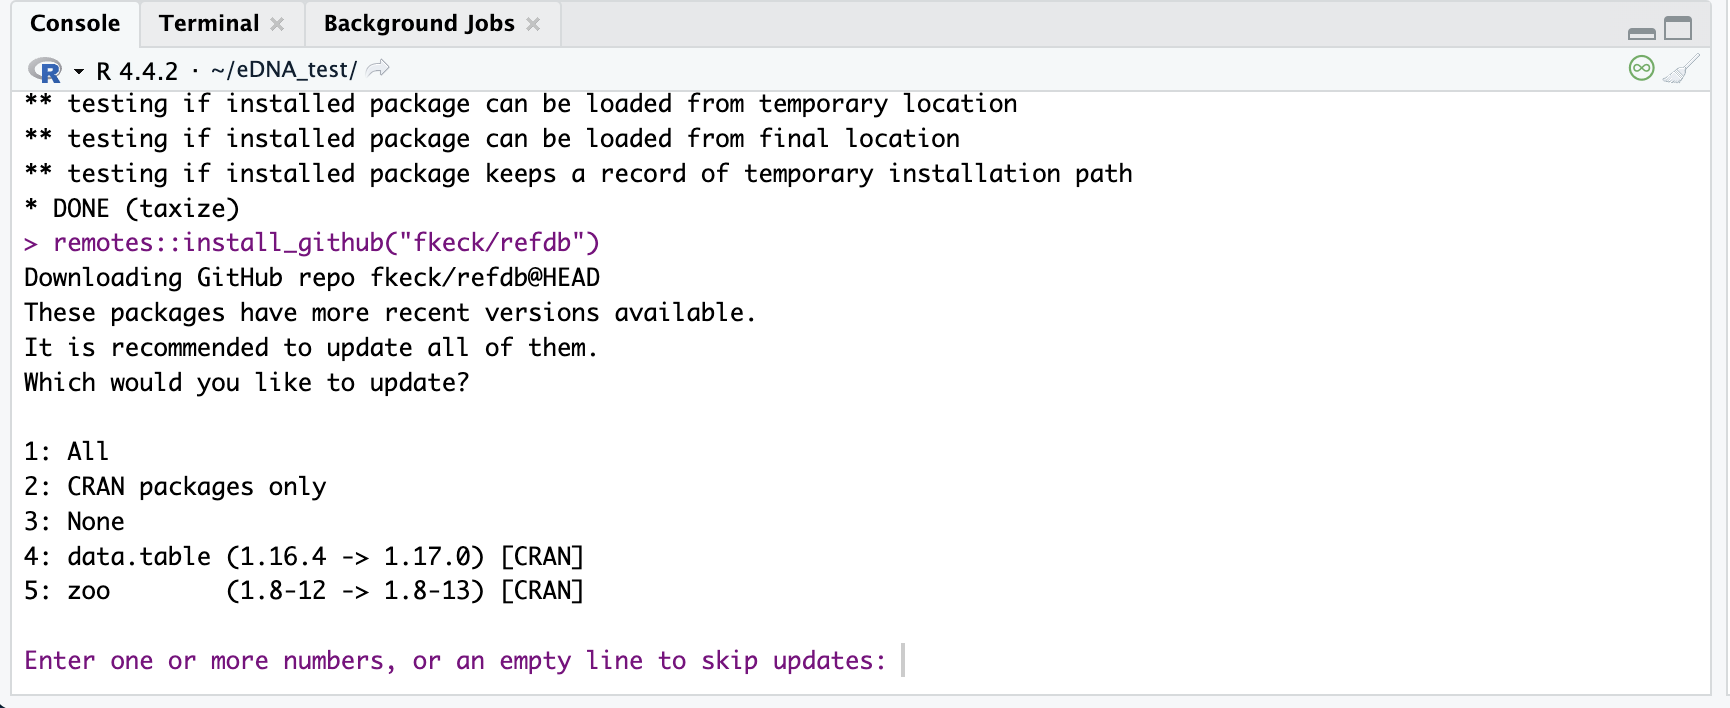 Console Terminal Background Jobs
R R 4.4.2 · ~/eDNA_test/
** testing if installed package can be loaded from temporary location
** testing if installed package can be loaded from final location
** testing if installed package keeps a record of temporary installation path
* DONE (taxize)
> remotes::install_github("fkeck/refdb")
Downloading GitHub repo fkeck/refdb@HEAD
These packages have more recent versions available.
It is recommended to update all of them.
Which would you like to update?
1: All
2: CRAN packages only
3: None
4: data.table (1.16.4 -> 1.17.0) [CRAN]
5: zoo        (1.8-12 -> 1.8-13) [CRAN]
Enter one or more numbers, or an empty line to skip updates: